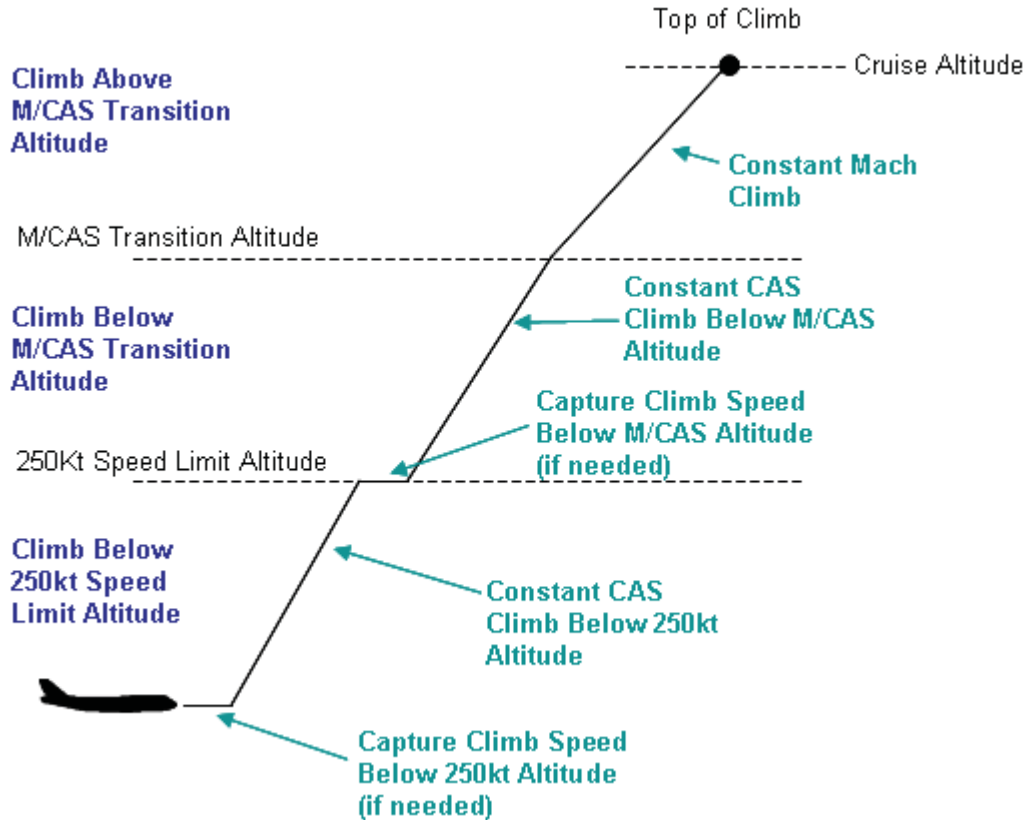 Top of Climb
Cruise Altitude
Climb Above
M/CAS Transition
Altitude
Constant Mach
Climb
M/CAS Transition Altitude
Constant CAS
Climb Below M/CAS
Altitude
Climb Below
M/CAS Transition
Altitude
Capture Climb Speed
Below M/CAS Altitude
(if needed)
250Kt Speed Limit Altitude
Climb Below
250kt Speed
Limit Altitude
Constant CAS
Climb Below 250kt
Altitude
Capture Climb Speed
Below 250kt Altitude
(if needed)